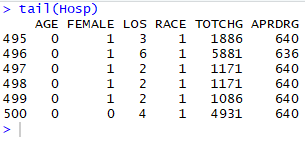 > tail(Hosp)
AGE FEMALE LOS RACE TOTCHG APRDRG
495 0 1 3 1 1886 640
496 0 1 6 1 5881 636
497 0 1 2 1 1171 640
498 0 1 2 1 1171 640
499 0 1 2 1 1086 640
500 0 0 4 1 4931 640
>